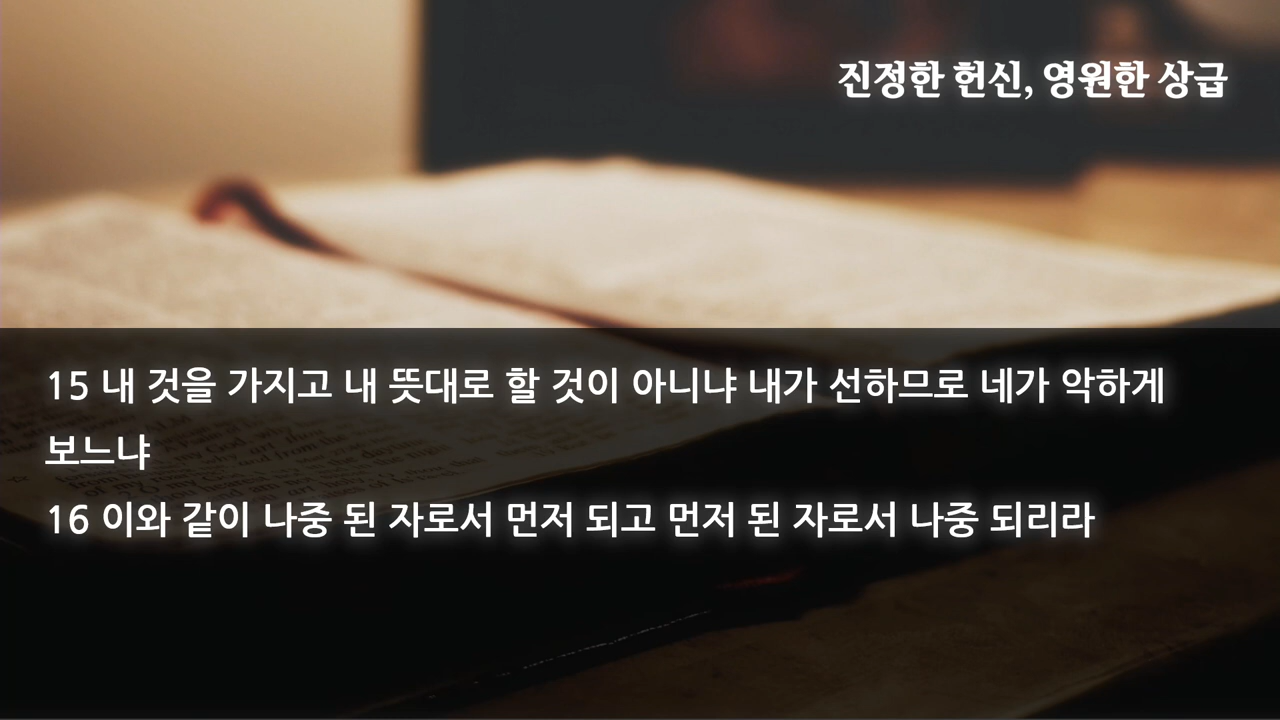 진정한 헌신, 영원한 상급
15 내 것을 가지고 내 뜻대로 할 것이 아니냐 내가 선하므로 네가 악하게
보느냐
16 이와 같이 나중 된 자로서 먼저 되고 먼저 된 자로서 나중 되리라